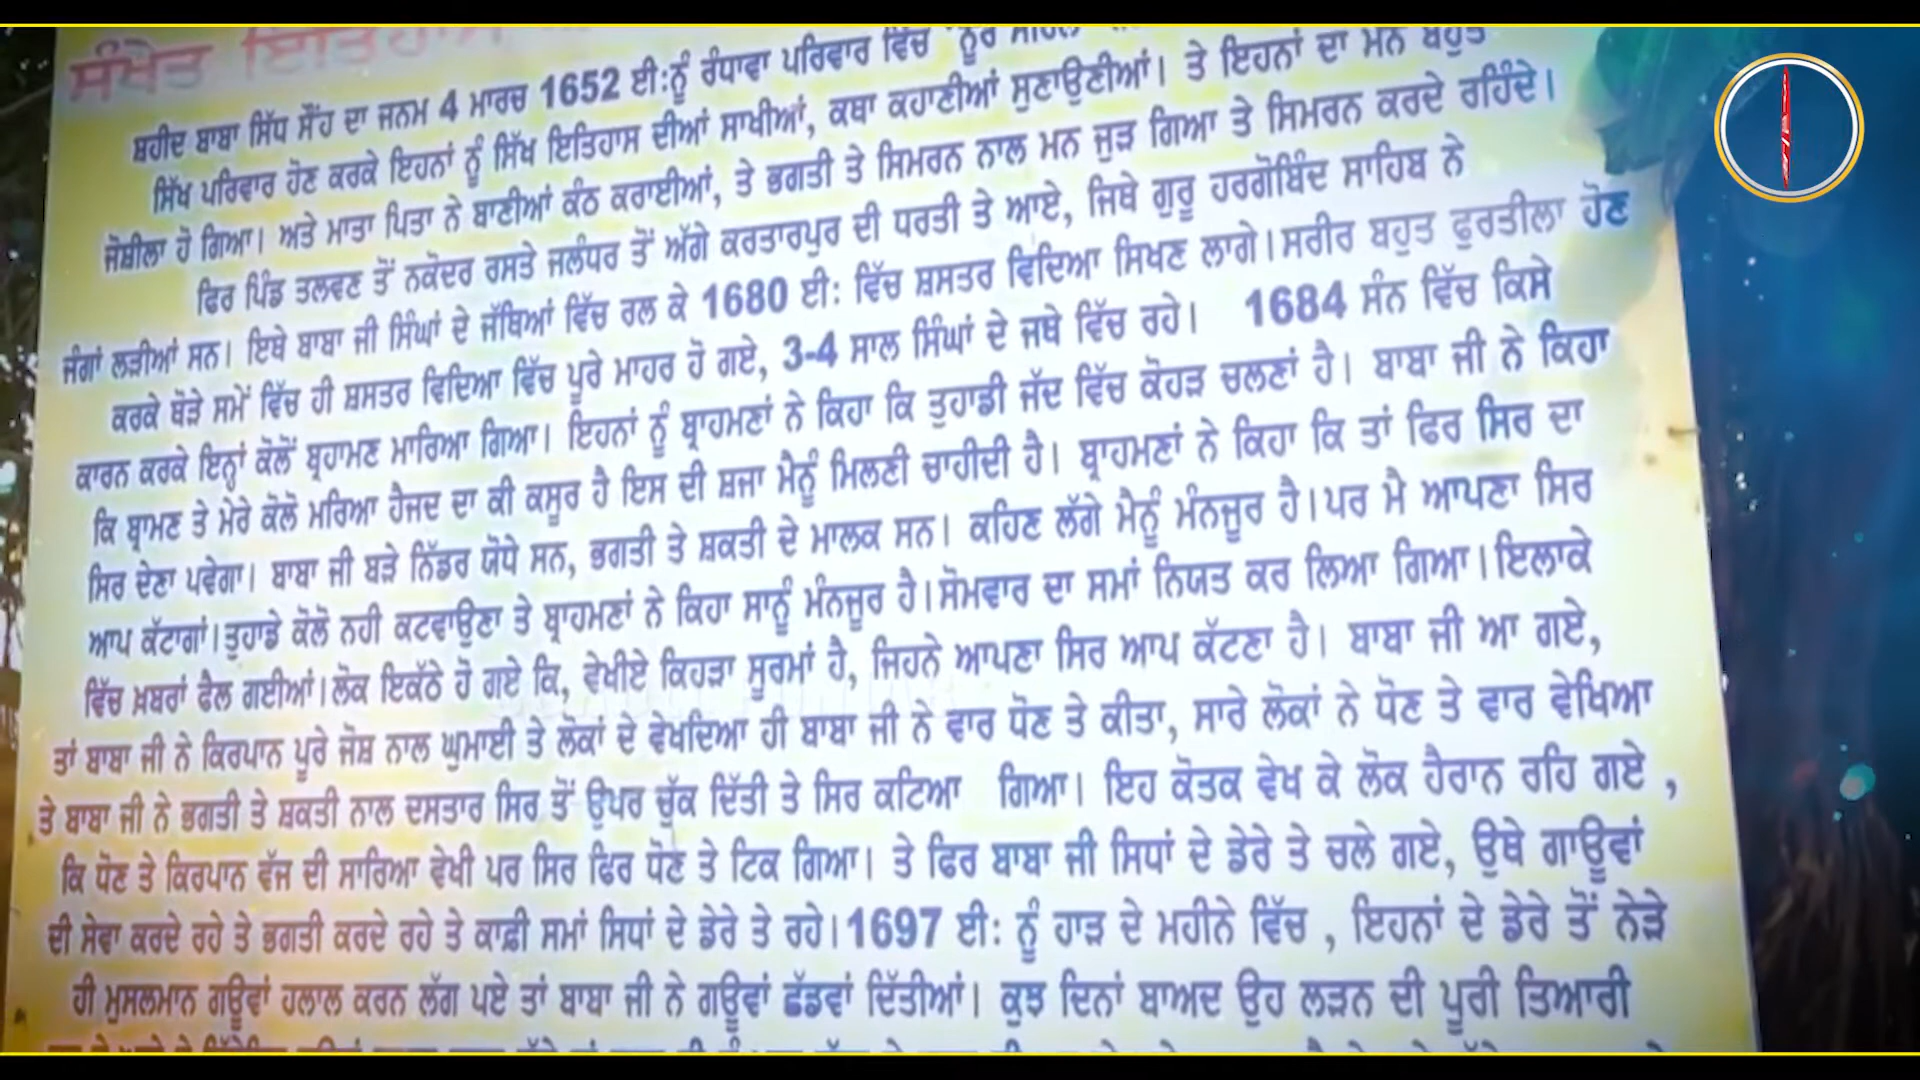 ਸੰਖੇਤ ਇਤਿਹਾਸ
ਸ਼ਹੀਦ ਬਾਬਾ ਸਿੱਧ ਸੌਂਹ ਦਾ ਜਨਮ 4 ਮਾਰਚ 1652 ਈ:ਨੂੰ ਰੰਧਾਵਾ ਪਰਿਵਾਰ ਵਿੱਚ
ਸਿੱਖ ਪਰਿਵਾਰ ਹੋਣ ਕਰਕੇ ਇਹਨਾਂ ਨੂੰ ਸਿੱਖ ਇਤਿਹਾਸ ਦੀਆਂ ਸਾਖੀਆਂ, ਕਥਾ ਕਹਾਣੀਆਂ ਸੁਣਾਉਣੀਆਂ। ਤੇ ਇਹਨਾਂ ਦਾ ਮਨ ਬਹੁਤ
ਜੋਸ਼ੀਲਾ ਹੋ ਗਿਆ। ਅਤੇ ਮਾਤਾ ਪਿਤਾ ਨੇ ਬਾਣੀਆਂ ਕੰਠ ਕਰਾਈਆਂ, ਤੇ ਭਗਤੀ ਤੇ ਸਿਮਰਨ ਨਾਲ ਮਨ ਜੁੜ ਗਿਆ ਤੇ ਸਿਮਰਨ ਕਰਦੇ ਰਹਿੰਦੇ।
ਫਿਰ ਪਿੰਡ ਤਲਵਣ ਤੋਂ ਨਕੋਦਰ ਰਸਤੇ ਜਲੰਧਰ ਤੋਂ ਅੱਗੇ ਕਰਤਾਰਪੁਰ ਦੀ ਧਰਤੀ ਤੇ ਆਏ, ਜਿਥੇ ਗੁਰੂ ਹਰਗੋਬਿੰਦ ਸਾਹਿਬ ਨੇ
ਜੰਗਾਂ ਲੜੀਆਂ ਸਨ। ਇਥੇ ਬਾਬਾ ਜੀ ਸਿੰਘਾਂ ਦੇ ਜੱਥਿਆਂ ਵਿੱਚ ਰਲ ਕੇ 1680 ਈ: ਵਿੱਚ ਸ਼ਸਤਰ ਵਿਦਿਆ ਸਿਖਣ ਲਾਗੇ।ਸਰੀਰ ਬਹੁਤ ਫੁਰਤੀਲਾ ਹੋਣ
ਕਰਕੇ ਥੋੜੇ ਸਮੇਂ ਵਿੱਚ ਹੀ ਸ਼ਸਤਰ ਵਿਦਿਆ ਵਿੱਚ ਪੂਰੇ ਮਾਹਰ ਹੋ ਗਏ, 3-4 ਸਾਲ ਸਿੰਘਾਂ ਦੇ ਜਥੇ ਵਿੱਚ ਰਹੇ। 1684 ਸੰਨ ਵਿੱਚ ਕਿਸੇ
ਕਾਰਨ ਕਰਕੇ ਇਨ੍ਹਾਂ ਕੋਲੋਂ ਬ੍ਰਹਾਮਣ ਮਾਰਿਆ ਗਿਆ। ਇਹਨਾਂ ਨੂੰ ਬ੍ਰਾਹਮਣਾਂ ਨੇ ਕਿਹਾ ਕਿ ਤੁਹਾਡੀ ਜੱਦ ਵਿੱਚ ਕੋਹੜ ਚਲਣਾਂ ਹੈ। ਬਾਬਾ ਜੀ ਨੇ ਕਿਹਾ
ਕਿ ਬ੍ਰਾਮਣ ਤੇ ਮੇਰੇ ਕੋਲੋ ਮਰਿਆ ਹੈਜਦ ਦਾ ਕੀ ਕਸੂਰ ਹੈ ਇਸ ਦੀ ਸ਼ਜਾ ਮੈਨੂੰ ਮਿਲਣੀ ਚਾਹੀਦੀ ਹੈ। ਬ੍ਰਾਹਮਣਾਂ ਨੇ ਕਿਹਾ ਕਿ ਤਾਂ ਫਿਰ ਸਿਰ ਦਾ
ਸਿਰ ਦੇਣਾ ਪਵੇਗਾ। ਬਾਬਾ ਜੀ ਬੜੇ ਨਿੱਡਰ ਯੋਧੇ ਸਨ, ਭਗਤੀ ਤੇ ਸ਼ਕਤੀ ਦੇ ਮਾਲਕ ਸਨ। ਕਹਿਣ ਲੱਗੇ ਮੈਨੂੰ ਮੰਨਜੂਰ ਹੈ।ਪਰ ਮੈ ਆਪਣਾ ਸਿਰ
ਆਪ ਕੱਟਾਗਾਂ।ਤੁਹਾਡੇ ਕੋਲੋ ਨਹੀ ਕਟਵਾਉਣਾ ਤੇ ਬ੍ਰਾਹਮਣਾਂ ਨੇ ਕਿਹਾ ਸਾਨੂੰ ਮੰਨਜੂਰ ਹੈ।ਸੋਮਵਾਰ ਦਾ ਸਮਾਂ ਨਿਯਤ ਕਰ ਲਿਆ ਗਿਆ।ਇਲਾਕੇ
ਵਿੱਚ ਖ਼ਬਰਾਂ ਫੈਲ ਗਈਆਂ।ਲੋਕ ਇਕੱਠੇ ਹੋ ਗਏ ਕਿ, ਵੇਖੀਏ ਕਿਹੜਾ ਸੂਰਮਾਂ ਹੈ, ਜਿਹਨੇ ਆਪਣਾ ਸਿਰ ਆਪ ਕੱਟਣਾ ਹੈ। ਬਾਬਾ ਜੀ ਆ ਗਏ,
ਤਾਂ ਬਾਬਾ ਜੀ ਨੇ ਕਿਰਪਾਨ ਪੂਰੇ ਜੋਸ਼ ਨਾਲ ਘੁਮਾਈ ਤੇ ਲੋਕਾਂ ਦੇ ਵੇਖਦਿਆ ਹੀ ਬਾਬਾ ਜੀ ਨੇ ਵਾਰ ਧੋਣ ਤੇ ਕੀਤਾ, ਸਾਰੇ ਲੋਕਾਂ ਨੇ ਧੋਣ ਤੇ ਵਾਰ ਵੇਖਿਆ
ਤੇ ਬਾਬਾ ਜੀ ਨੇ ਭਗਤੀ ਤੇ ਸ਼ਕਤੀ ਨਾਲ ਦਸਤਾਰ ਸਿਰ ਤੋਂ ਉਪਰ ਚੁੱਕ ਦਿੱਤੀ ਤੇ ਸਿਰ ਕਟਿਆ ਗਿਆ। ਇਹ ਕੋਤਕ ਵੇਖ ਕੇ ਲੋਕ ਹੈਰਾਨ ਰਹਿ ਗਏ ,
ਕਿ ਧੋਣ ਤੇ ਕਿਰਪਾਨ ਵੱਜ ਦੀ ਸਾਰਿਆ ਵੇਖੀ ਪਰ ਸਿਰ ਫਿਰ ਧੋਣ ਤੇ ਟਿਕ ਗਿਆ। ਤੇ ਫਿਰ ਬਾਬਾ ਜੀ ਸਿਧਾਂ ਦੇ ਡੇਰੇ ਤੇ ਚਲੇ ਗਏ, ਉਥੇ ਗਾਊਵਾਂ
ਦੀ ਸੇਵਾ ਕਰਦੇ ਰਹੇ ਤੇ ਭਗਤੀ ਕਰਦੇ ਰਹੇ ਤੇ ਕਾਫ਼ੀ ਸਮਾਂ ਸਿਧਾਂ ਦੇ ਡੇਰੇ ਤੇ ਰਹੇ।1697 ਈ: ਨੂੰ ਹਾੜ ਦੇ ਮਹੀਨੇ ਵਿੱਚ , ਇਹਨਾਂ ਦੇ ਡੇਰੇ ਤੋਂ ਨੇੜੇ
ਹੀ ਮੁਸਲਮਾਨ ਗਊਵਾਂ ਹਲਾਲ ਕਰਨ ਲੱਗ ਪਏ ਤਾਂ ਬਾਬਾ ਜੀ ਨੇ ਗਊਵਾਂ ਛੱਡਵਾਂ ਦਿੱਤੀਆਂ। ਕੁਝ ਦਿਨਾਂ ਬਾਅਦ ਉਹ ਲੜਨ ਦੀ ਪੂਰੀ ਤਿਆਰੀ